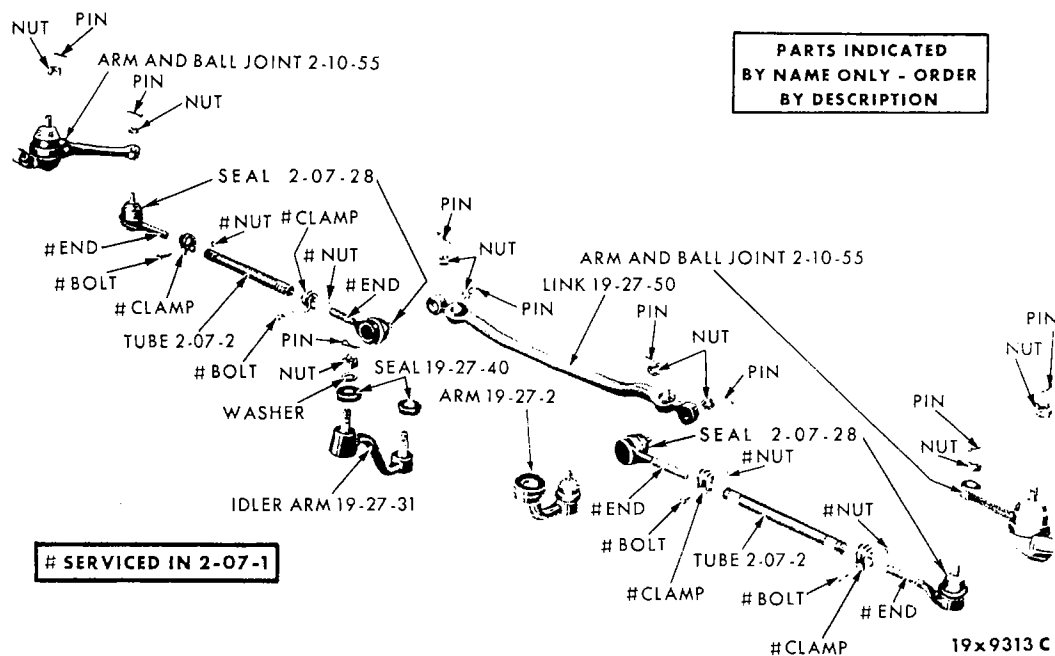 PIN
NUT
PIN
ARM AND BALL JOINT 2-10-55
NUT
PARTS INDICATED
BY NAME ONLY - ORDER
BY DESCRIPTION
SEAL 2-07-28
#NUT
#CLAMP
#END
#BOLT
#CLAMP
TUBE 2-07-2
#NUT
#END
#BOLT
PIN
NUT
WASHER
SEAL 19-27-40
IDLER ARM 19-27-31
PIN
NUT
PIN
ARM AND BALL JOINT 2-10-55
LINK 19-27-50
PIN
NUT
PIN
ARM 19-27-2
SEAL 2-07-28
#NUT
#END
#BOLT
#CLAMP
TUBE 2-07-2
#NUT
#BOLT
#END
#CLAMP
PIN
NUT
PIN
NUT
# SERVICED IN 2-07-1
19x9313 C